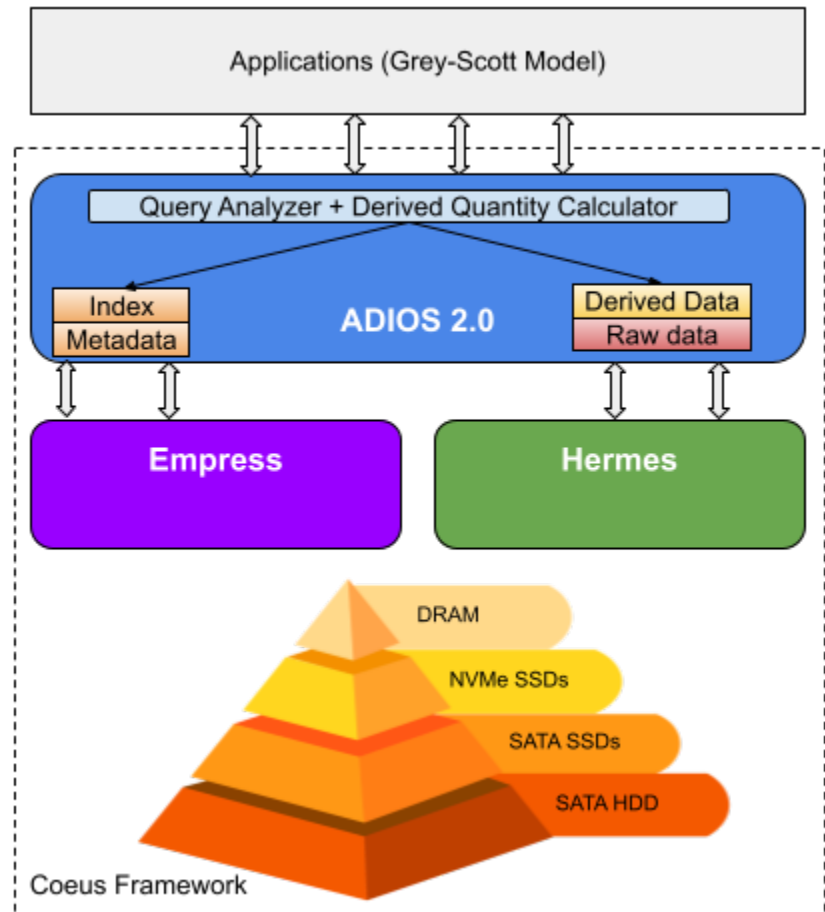 Applications (Grey-Scott Model)
Query Analyzer + Derived Quantity Calculator
Index
Metadata
ADIOS 2.0
Derived Data
Raw data
Empress
Hermes
DRAM
NVMe SSDs
SATA SSDs
SATA HDD
Coeus Framework